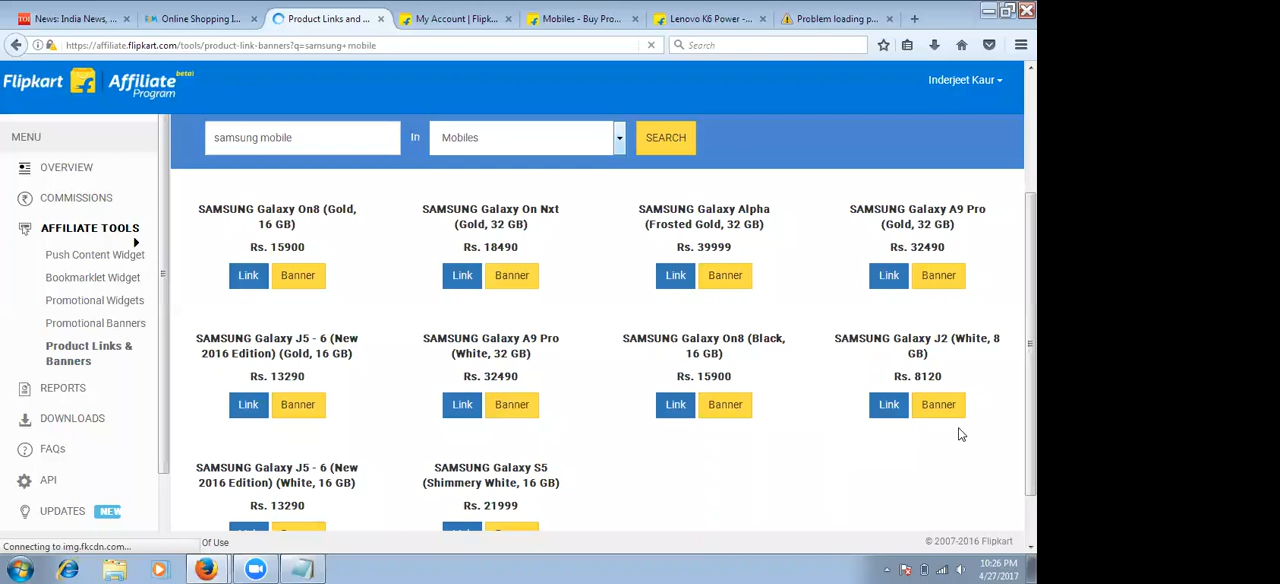 News: India News, ...
Online Shopping I...
Product Links and ...
My Account | Flipk...
Mobiles - Buy Pro...
Lenovo K6 Power - ...
Problem loading p...
https://affiliate.flipkart.com/tools/product-link-banners?q=samsung+mobile
Search
Flipkart Affiliate Program beta!
Inderjeet Kaur
MENU
OVERVIEW
COMMISSIONS
AFFILIATE TOOLS
Push Content Widget
Bookmarklet Widget
Promotional Widgets
Promotional Banners
Product Links &
Banners
REPORTS
DOWNLOADS
FAQs
API
UPDATES NEW
samsung mobile In Mobiles SEARCH
SAMSUNG Galaxy On8 (Gold,
16 GB)
Rs. 15900
Link Banner
SAMSUNG Galaxy On Nxt
(Gold, 32 GB)
Rs. 18490
Link Banner
SAMSUNG Galaxy Alpha
(Frosted Gold, 32 GB)
Rs. 39999
Link Banner
SAMSUNG Galaxy A9 Pro
(Gold, 32 GB)
Rs. 32490
Link Banner
SAMSUNG Galaxy J5 - 6 (New
2016 Edition) (Gold, 16 GB)
Rs. 13290
Link Banner
SAMSUNG Galaxy A9 Pro
(White, 32 GB)
Rs. 32490
Link Banner
SAMSUNG Galaxy On8 (Black,
16 GB)
Rs. 15900
Link Banner
SAMSUNG Galaxy J2 (White, 8
GB)
Rs. 8120
Link Banner
SAMSUNG Galaxy J5 - 6 (New
2016 Edition) (White, 16 GB)
Rs. 13290
SAMSUNG Galaxy S5
(Shimmery White, 16 GB)
Rs. 21999
Connecting to img.fkcdn.com...
Of Use
© 2007-2016 Flipkart
10:26 PM
4/27/2017